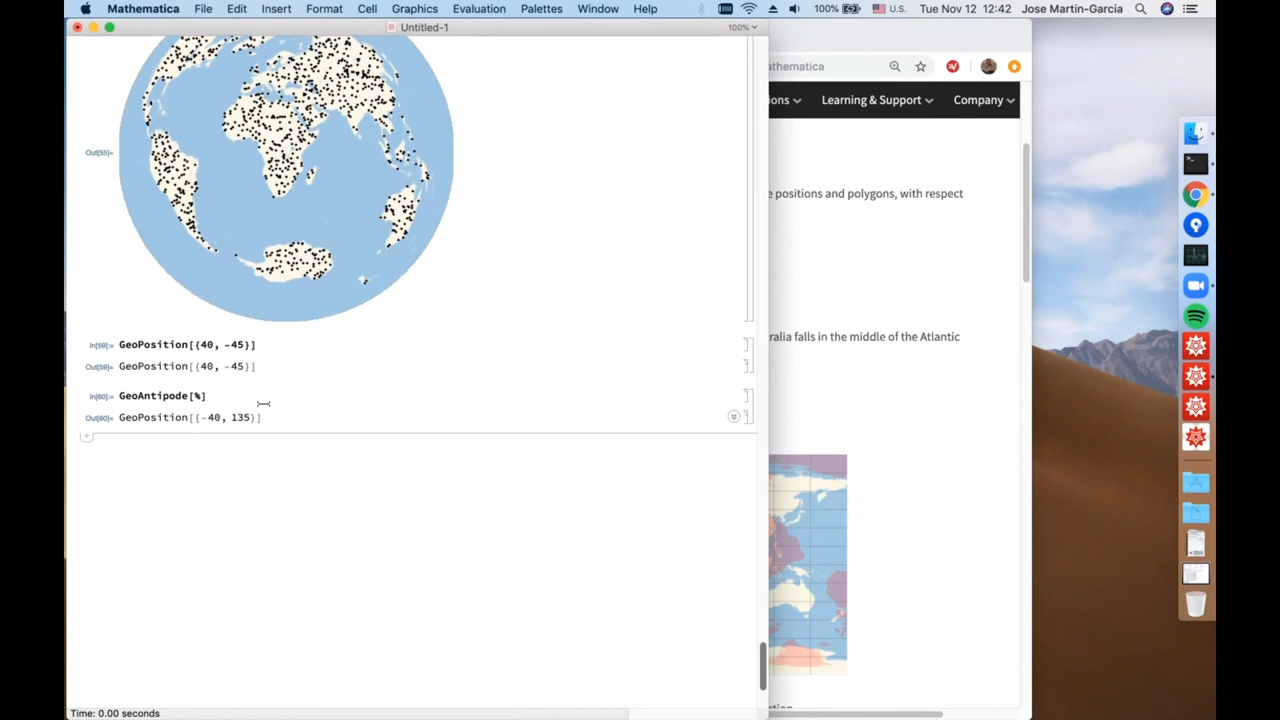 Mathematica File Edit Insert Format Cell Graphics Evaluation Palettes Window Help 100% U.S. Tue Nov 12 12:42 Jose Martin-Garcia
Untitled-1 100%
Out[55]=
In[59]:= GeoPosition[{40, -45}]
Out[59]= GeoPosition[{40, -45}]
In[60]:= GeoAntipode[%]
Out[60]= GeoPosition[{-40, 135}]
Time: 0.00 seconds
athematica
ions Learning & Support Company
e positions and polygons, with respect
ralia falls in the middle of the Atlantic